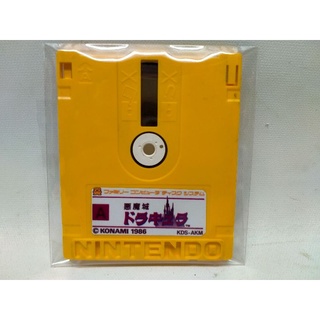 ファミリーコンピュータ ディスクシステム
A
悪魔城
ドラキュラ
TM
© KONAMI 1986
KDS-AKM
NINTENDO